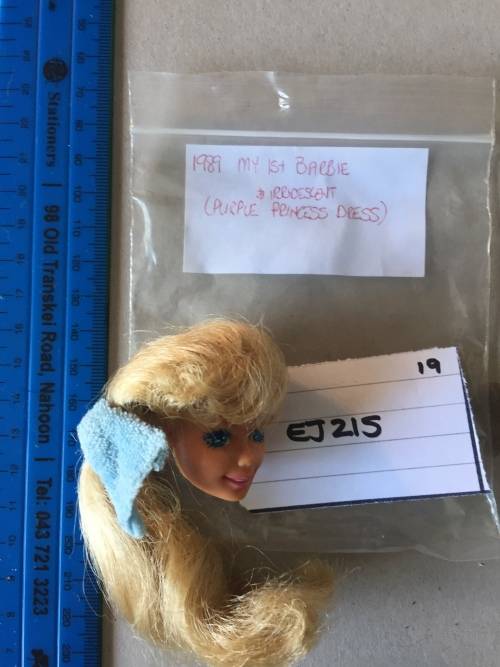 Stationers | 98 Old Transkei Road, Nahoon, | Tel: 043 721 3223
1989 MY 1st BARBIE
IRRIDESCENT
(PURPLE PRINCESS DRESS)
19
EJ215